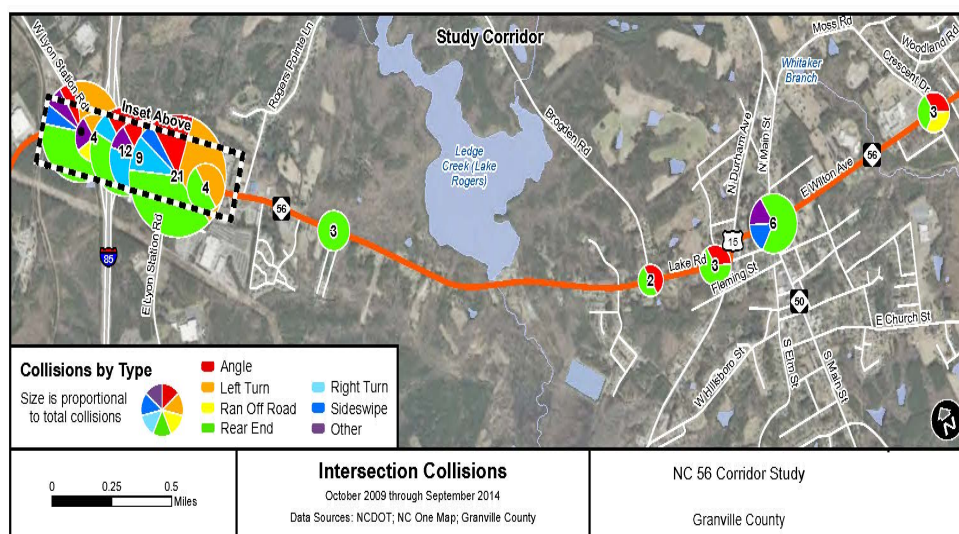 Study Corridor
W Lyon Station Rd
Rogers Pointe Ln
Inset Above
4
12
9
21
4
85
E Lyon Station Rd
56
3
Ledge
Creek (Lake
Rogers)
Brogden Rd
2
Lake Rd
3
15
Fleming St
N Durham Ave
N Main St
6
Whitaker
Branch
Moss Rd
Woodland Rd
Crescent Dr
3
56
E Wilton Ave
50
E Church St
W Hillsboro St
S Elm St
S Main St
N
Collisions by Type
Size is proportional
to total collisions
Angle
Left Turn
Ran Off Road
Rear End
Right Turn
Sideswipe
Other
0 0.25 0.5
Miles
Intersection Collisions
October 2009 through September 2014
Data Sources: NCDOT; NC One Map; Granville County
NC 56 Corridor Study
Granville County